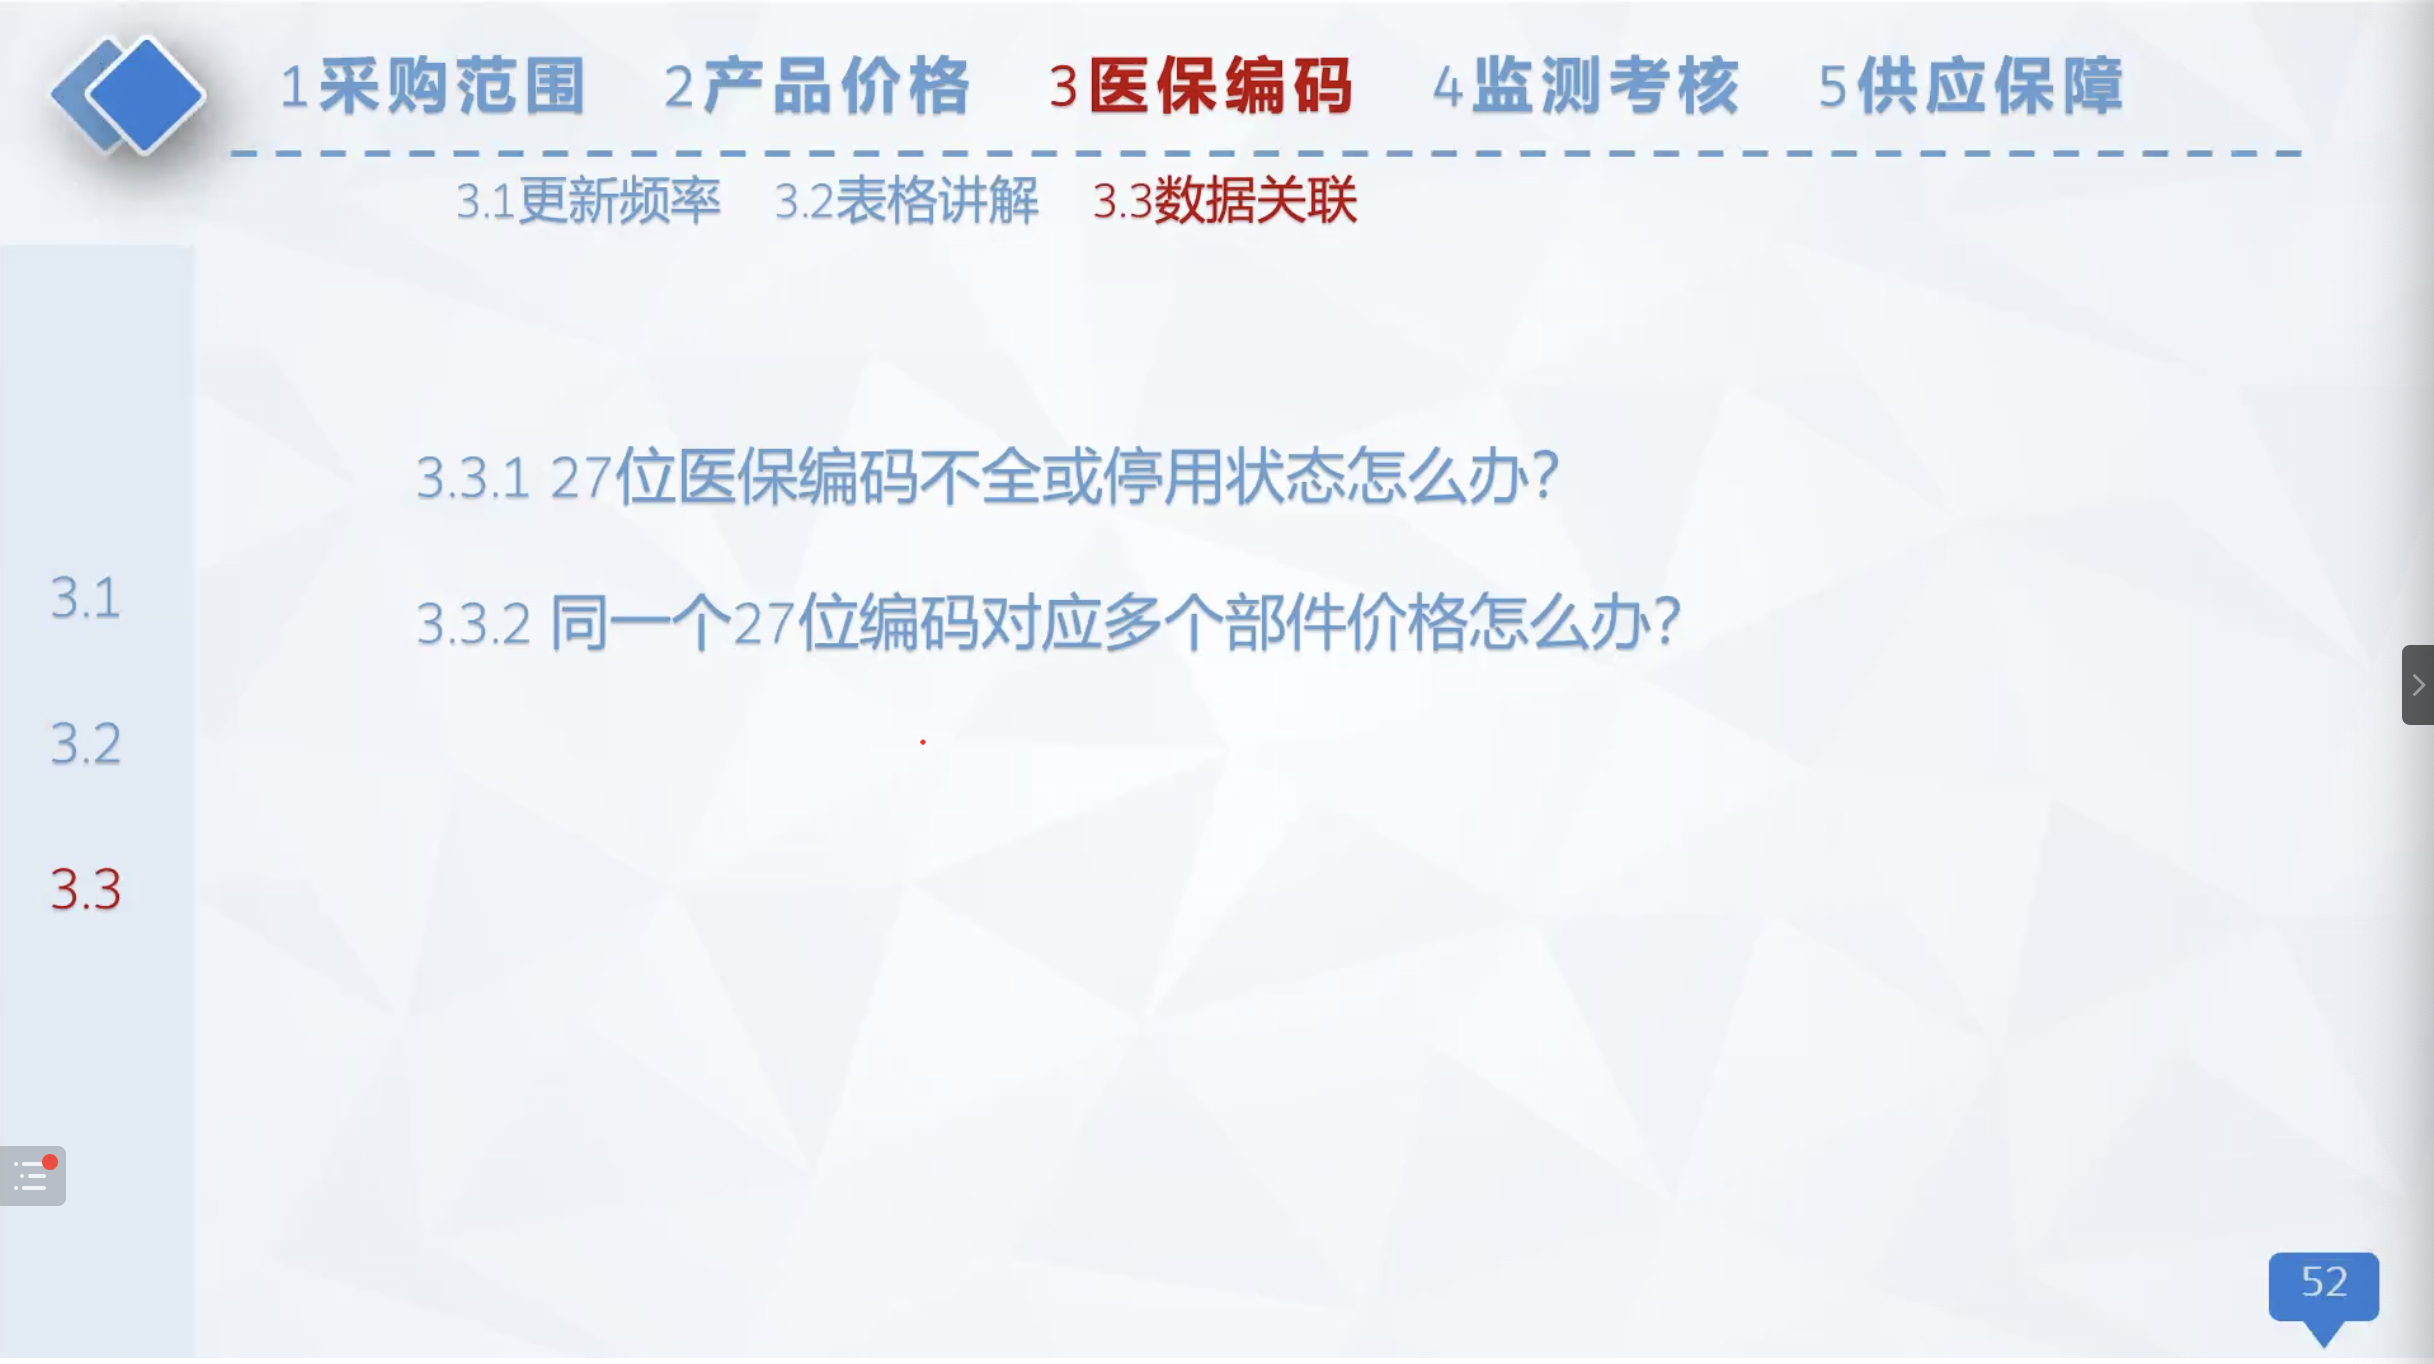 1采购范围 2产品价格 3医保编码 4监测考核 5供应保障
3.1更新频率 3.2表格讲解 3.3数据关联
3.3.1 27位医保编码不全或停用状态怎么办?
3.1
3.3.2 同一个27位编码对应多个部件价格怎么办?
3.2
3.3
52